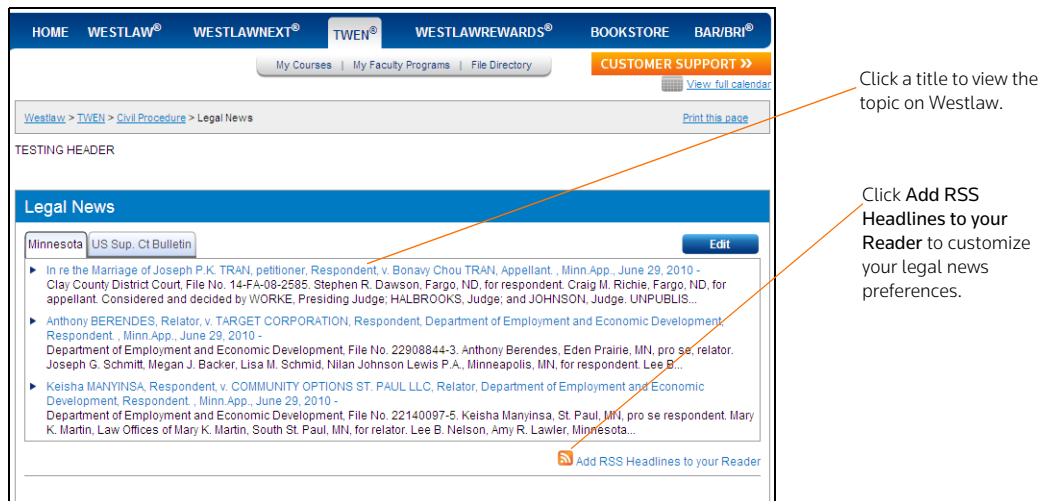 HOME WESTLAW® WESTLAWNEXT® TWEN® WESTLAWREWARDS® BOOKSTORE BAR/BRI®
My Courses | My Faculty Programs | File Directory
CUSTOMER SUPPORT »
View full calendar
Westlaw > TWEN > Civil Procedure > Legal News
Print this page
TESTING HEADER
Legal News
Minnesota US Sup. Ct Bulletin
Edit
In re the Marriage of Joseph P.K. TRAN, petitioner, Respondent, v. Bonavy Chou TRAN, Appellant. , Minn.App., June 29, 2010 -
Clay County District Court, File No. 14-FA-08-2585. Stephen R. Dawson, Fargo, ND, for respondent. Craig M. Richie, Fargo, ND, for
appellant. Considered and decided by WORKE, Presiding Judge; HALBROOKS, Judge; and JOHNSON, Judge. UNPUBLIS...
Anthony BERENDES, Relator, v. TARGET CORPORATION, Respondent, Department of Employment and Economic Development,
Respondent. , Minn.App., June 29, 2010 -
Department of Employment and Economic Development, File No. 22908844-3. Anthony Berendes, Eden Prairie, MN, pro se, relator.
Joseph G. Schmitt, Megan J. Backer, Lisa M. Schmid, Nilan Johnson Lewis P.A., Minneapolis, MN, for respondent. Lee B...
Keisha MANYINSA, Respondent, v. COMMUNITY OPTIONS ST. PAUL LLC, Relator, Department of Employment and Economic
Development, Respondent. , Minn.App., June 29, 2010 -
Department of Employment and Economic Development, File No. 22140097-5. Keisha Manyinsa, St. Paul, MN, pro se respondent. Mary
K. Martin, Law Offices of Mary K. Martin, South St. Paul, MN, for relator. Lee B. Nelson, Amy R. Lawler, Minnesota...
Add RSS Headlines to your Reader
Click a title to view the
topic on Westlaw.
Click Add RSS
Headlines to your
Reader to customize
your legal news
preferences.